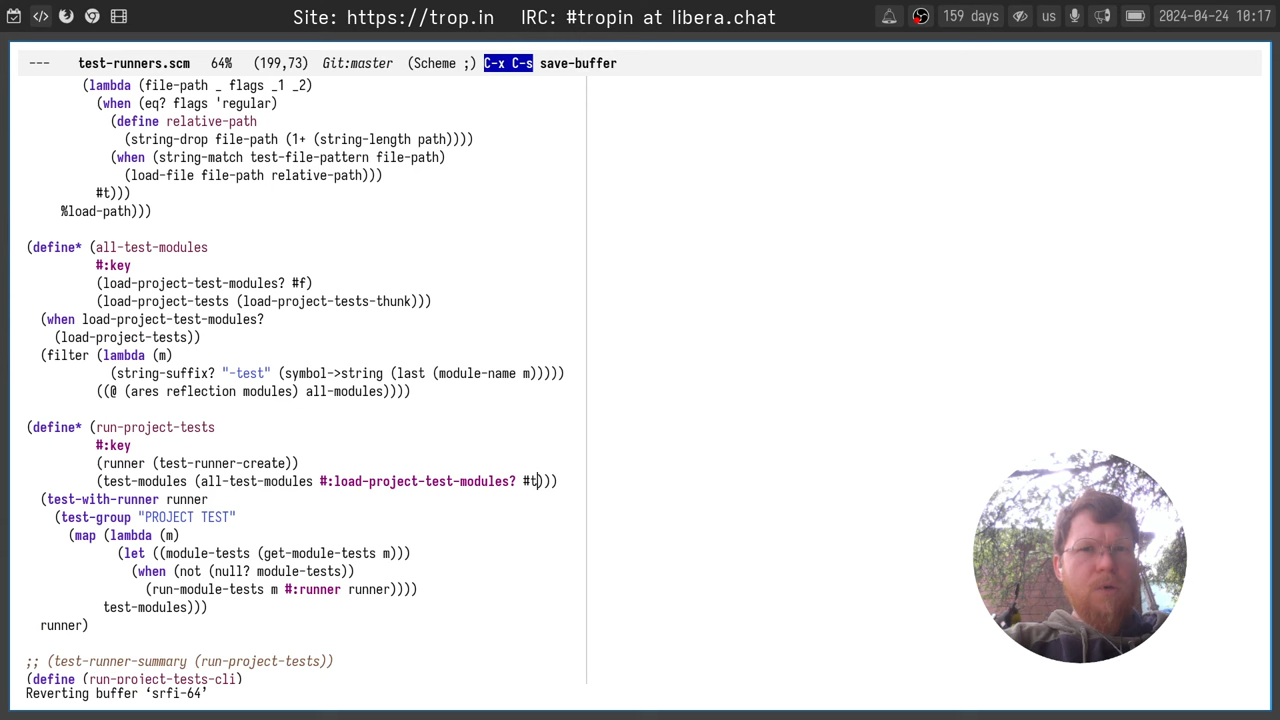 Site: https://trop.in IRC: #tropin at libera.chat
159 days us 2024-04-24 10:17
--- test-runners.scm 64% (199,73) Git:master (Scheme ;) C-x C-s save-buffer
(lambda (file-path _ flags _1 _2)
(when (eq? flags 'regular)
(define relative-path
(string-drop file-path (1+ (string-length path))))
(when (string-match test-file-pattern file-path)
(load-file file-path relative-path)))
#t)))
%load-path)))
(define* (all-test-modules
#:key
(load-project-test-modules? #f)
(load-project-tests (load-project-tests-thunk)))
(when load-project-test-modules?
(load-project-tests))
(filter (lambda (m)
(string-suffix? "-test" (symbol->string (last (module-name m)))))
((@ (ares reflection modules) all-modules))))
(define* (run-project-tests
#:key
(runner (test-runner-create))
(test-modules (all-test-modules #:load-project-test-modules? #t)))
(test-with-runner runner
(test-group "PROJECT TEST"
(map (lambda (m)
(let ((module-tests (get-module-tests m)))
(when (not (null? module-tests))
(run-module-tests m #:runner runner))))
test-modules)))
runner)
;; (test-runner-summary (run-project-tests))
(define (run-project-tests-cli)
Reverting buffer ‘srfi-64’